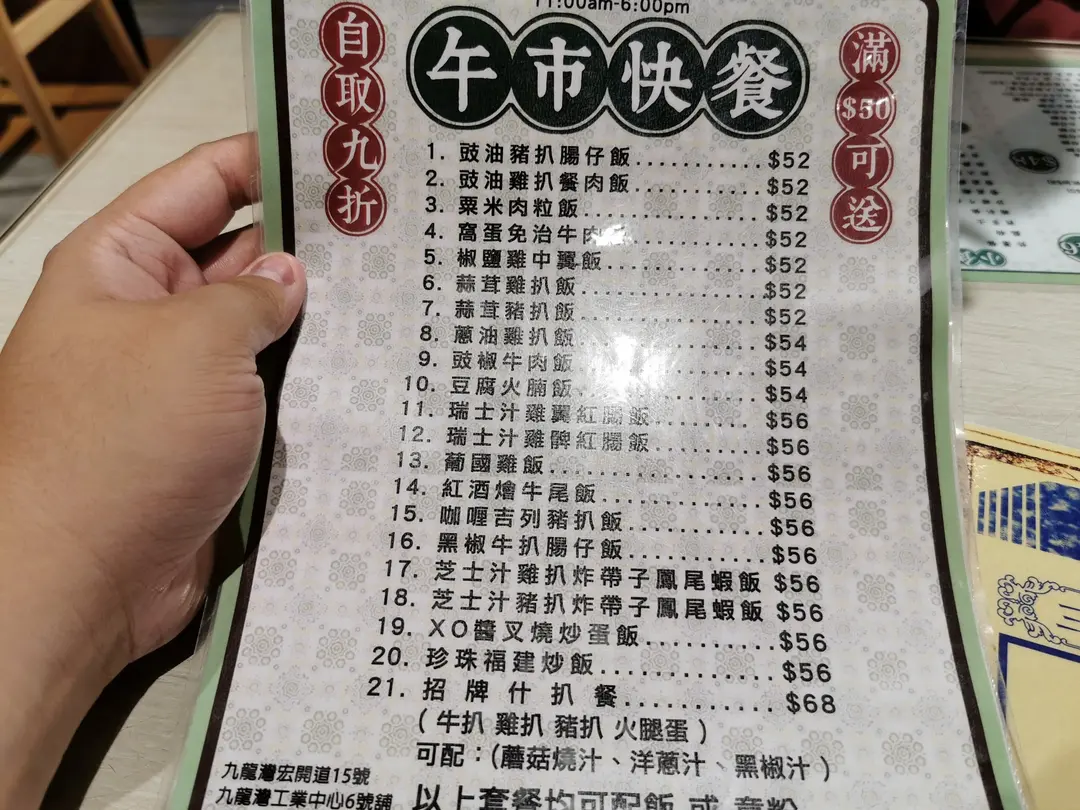 11:00am-6:00pm
自取九折
午市快餐
滿$50可送
1. 豉油豬扒腸仔飯............$52
2. 豉油雞扒餐肉飯............$52
3. 粟米肉粒飯............$52
4. 窩蛋免治牛肉 $52
5. 椒鹽雞中翼飯............$52
6. 蒜茸雞扒飯............$52
7. 蒜茸豬扒飯............$52
8. 蔥油雞扒飯............$54
9. 豉椒牛肉飯............$54
10. 豆腐火腩飯............$54
11. 瑞士汁雞翼紅腸飯............$56
12. 瑞士汁雞髀紅腸飯............$56
13. 葡國雞飯............$56
14. 紅酒燴牛尾飯............$56
15. 咖喱吉列豬扒飯............$56
16. 黑椒牛扒腸仔飯............$56
17. 芝士汁雞扒炸帶子鳳尾蝦飯 $56
18. 芝士汁豬扒炸帶子鳳尾蝦飯 $56
19. XO醬叉燒炒蛋飯............$56
20. 珍珠福建炒飯............$56
21. 招牌什扒餐............$68
(牛扒 雞扒 豬扒 火腿蛋)
可配：(蘑菇燒汁、洋蔥汁、黑椒汁)
九龍灣宏開道15號
九龍灣工業中心6號舖
以上套餐均可配飯 或 意粉